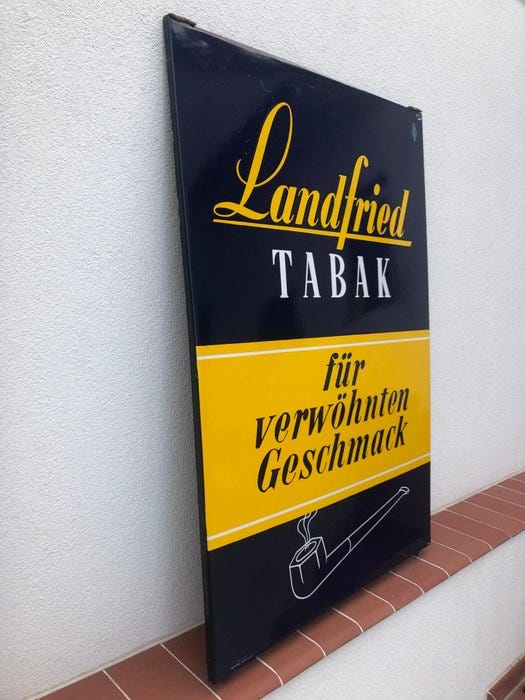 Landfried
TABAK
für
verwöhnten
Geschmack